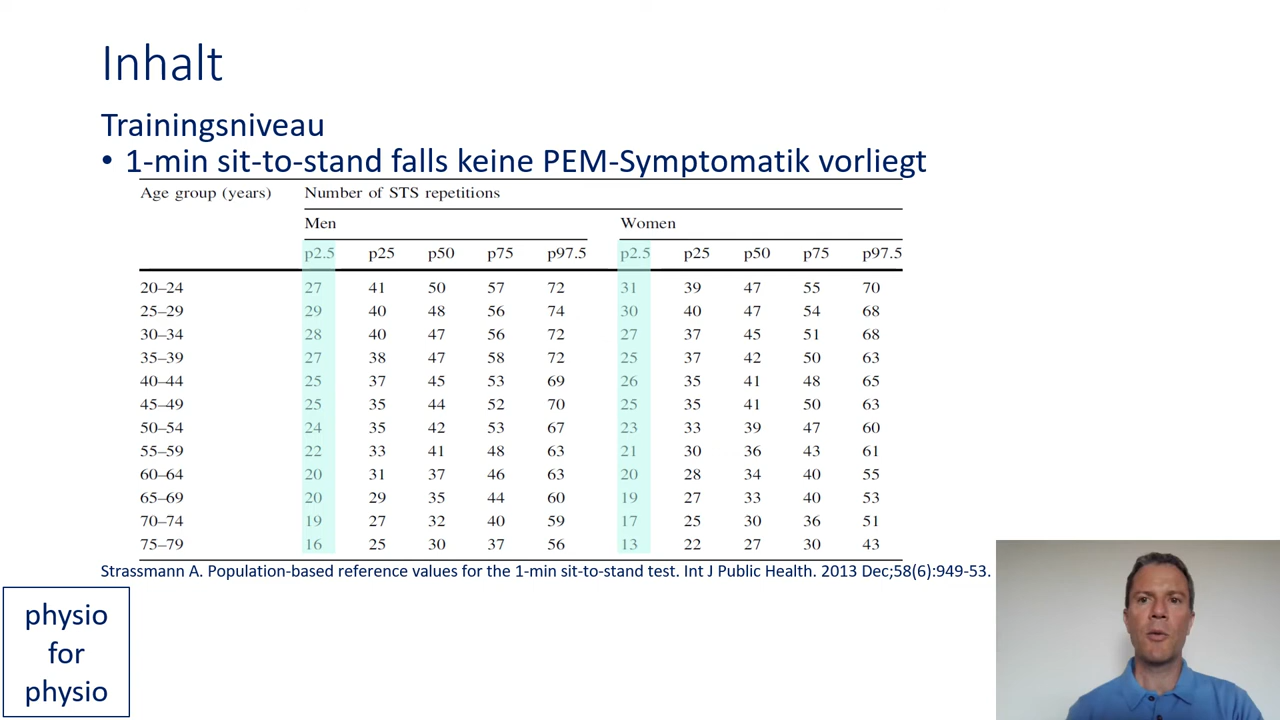 Inhalt
Trainingsniveau
• 1-min sit-to-stand falls keine PEM-Symptomatik vorliegt
Age group (years) Number of STS repetitions
Men Women
p2.5 p25 p50 p75 p97.5 p2.5 p25 p50 p75 p97.5
20–24 27 41 50 57 72 31 39 47 55 70
25–29 29 40 48 56 74 30 40 47 54 68
30–34 28 40 47 56 72 27 37 45 51 68
35–39 27 38 47 58 72 25 37 42 50 63
40–44 25 37 45 53 69 26 35 41 48 65
45–49 25 35 44 52 70 25 35 41 50 63
50–54 24 35 42 53 67 23 33 39 47 60
55–59 22 33 41 48 63 21 30 36 43 61
60–64 20 31 37 46 63 20 28 34 40 55
65–69 20 29 35 44 60 19 27 33 40 53
70–74 19 27 32 40 59 17 25 30 36 51
75–79 16 25 30 37 56 13 22 27 30 43
Strassmann A. Population-based reference values for the 1-min sit-to-stand test. Int J Public Health. 2013 Dec;58(6):949-53.
physio
for
physio